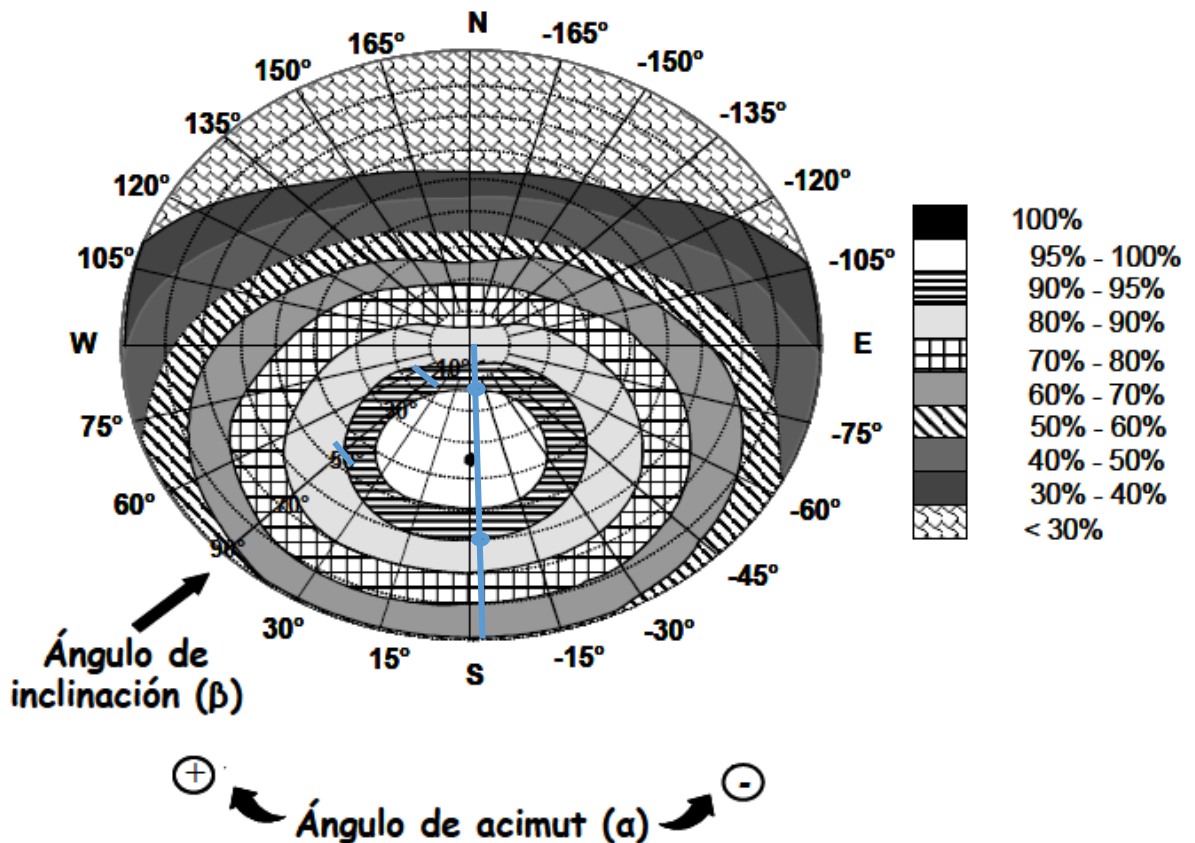 N
165º
-165º
150º
-150º
135º
-135º
120º
-120º
105º
-105º
W
E
10º
30º
50º
70º
90º
75º
-75º
60º
-60º
-45º
30º
-30º
15º
-15º
S
100%
95% - 100%
90% - 95%
80% - 90%
70% - 80%
60% - 70%
50% - 60%
40% - 50%
30% - 40%
< 30%
Ángulo de
inclinación (β)
+
-
Ángulo de acimut (α)